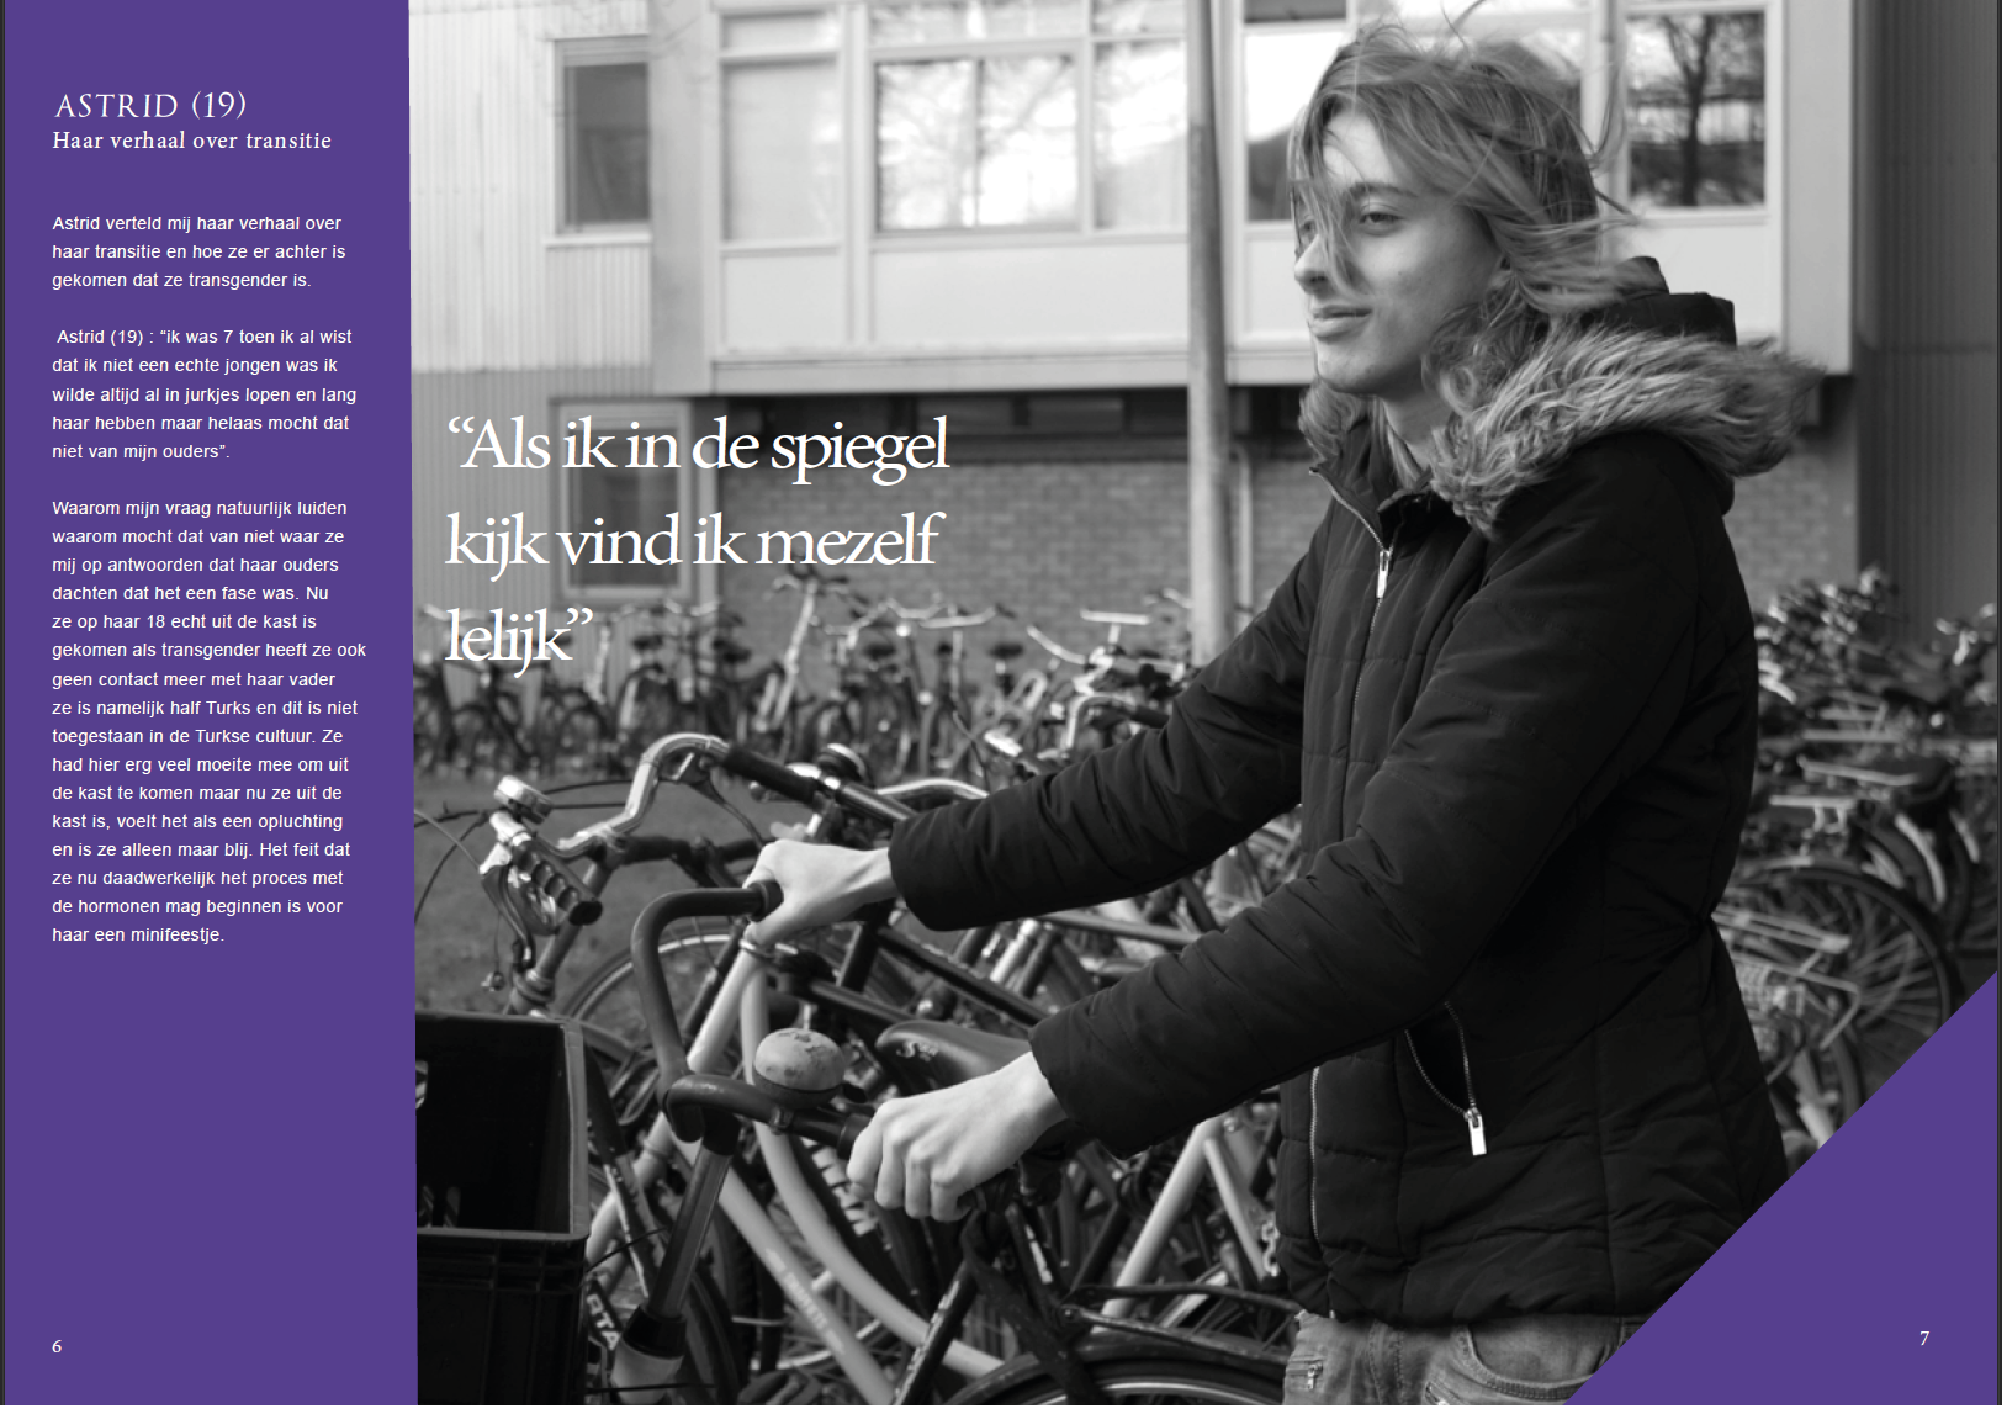 ASTRID (19)
Haar verhaal over transitie
Astrid verteld mij haar verhaal over
haar transitie en hoe ze er achter is
gekomen dat ze transgender is.
Astrid (19) : “ik was 7 toen ik al wist
dat ik niet een echte jongen was ik
wilde altijd al in jurkjes lopen en lang
haar hebben maar helaas mocht dat
niet van mijn ouders”.
Waarom mijn vraag natuurlijk luiden
waarom mocht dat van niet waar ze
mij op antwoorden dat haar ouders
dachten dat het een fase was. Nu
ze op haar 18 echt uit de kast is
gekomen als transgender heeft ze ook
geen contact meer met haar vader
ze is namelijk half Turks en dit is niet
toegestaan in de Turkse cultuur. Ze
had hier erg veel moeite mee om uit
de kast te komen maar nu ze uit de
kast is, voelt het als een opluchting
en is ze alleen maar blij. Het feit dat
ze nu daadwerkelijk het proces met
de hormonen mag beginnen is voor
haar een minifeestje.
“Als ik in de spiegel
kijk vind ik mezelf
lelijk”
6
7